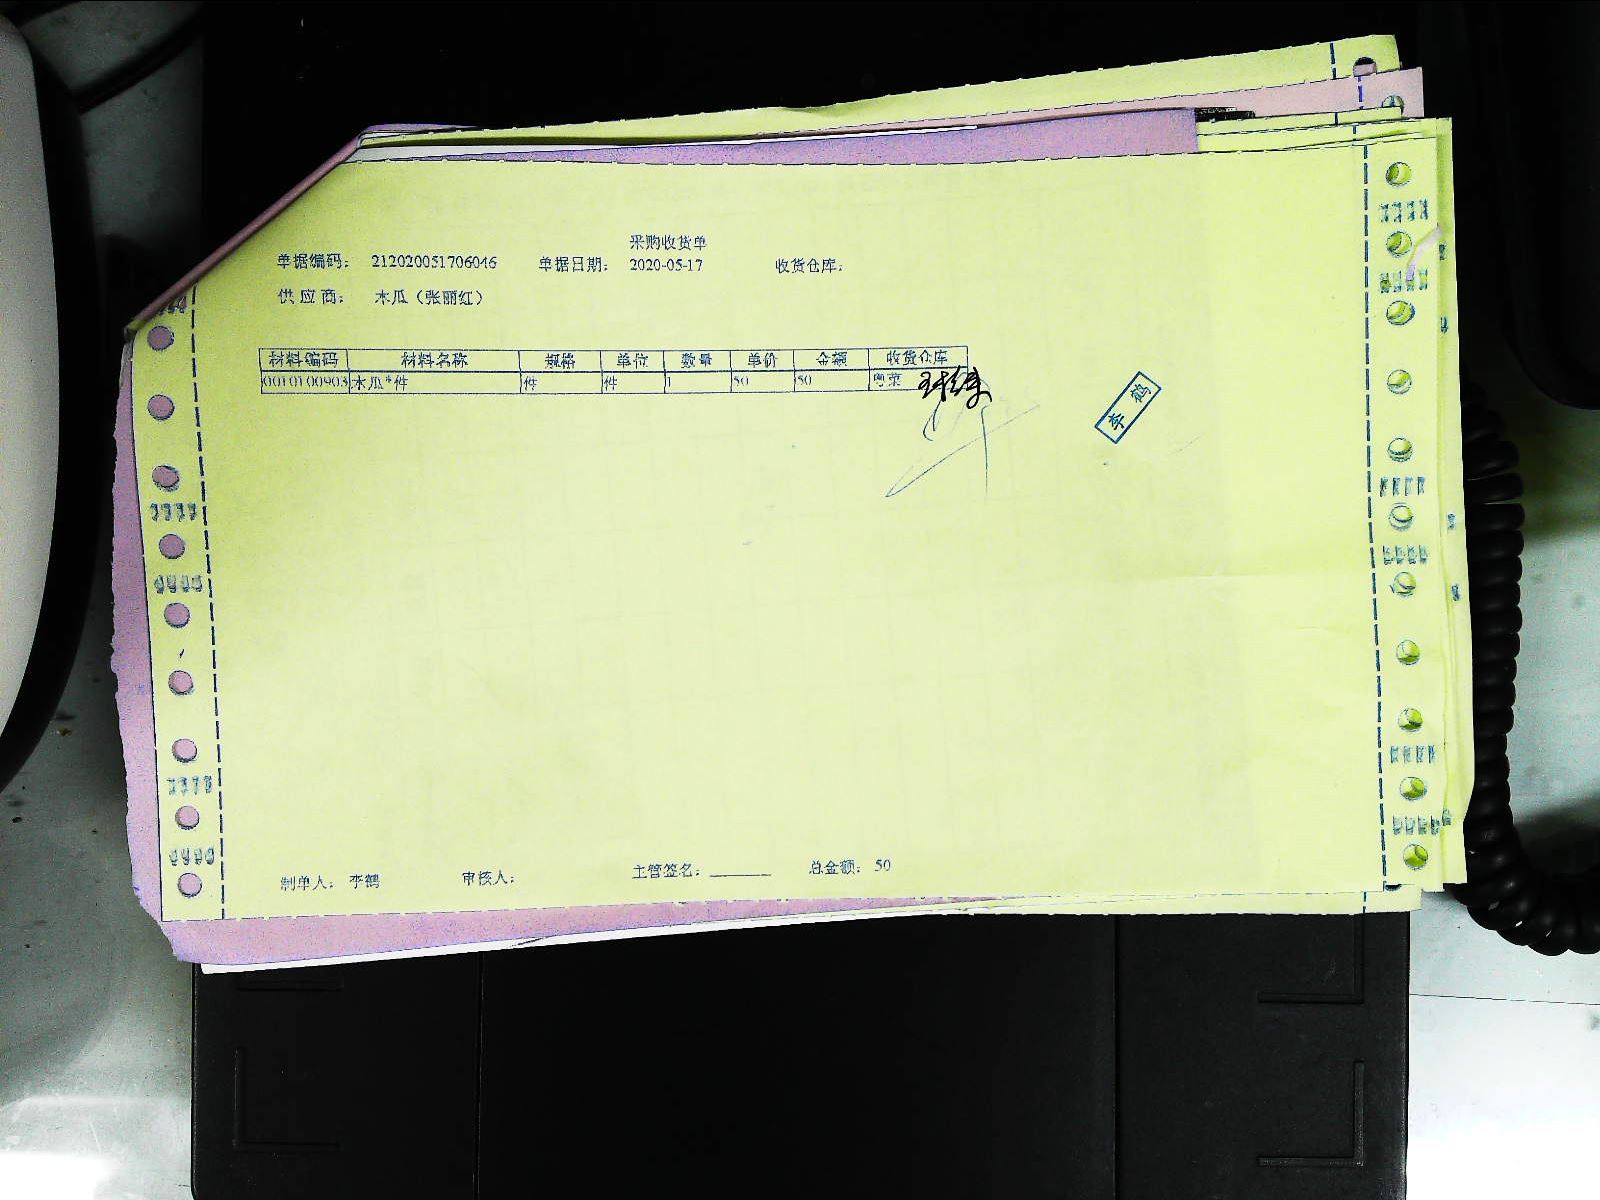 采购收货单
单据编码： 212020051706046 单据日期： 2020-05-17 收货仓库：
供应商： 木瓜（张丽红）
材料编码 材料名称 规格 单位 数量 单价 金额 收货仓库
0010100903 木瓜*件 件 件 1 50 50 粤菜
李鹤
制单人： 李鹤 审核人： 主管签名：______ 总金额： 50